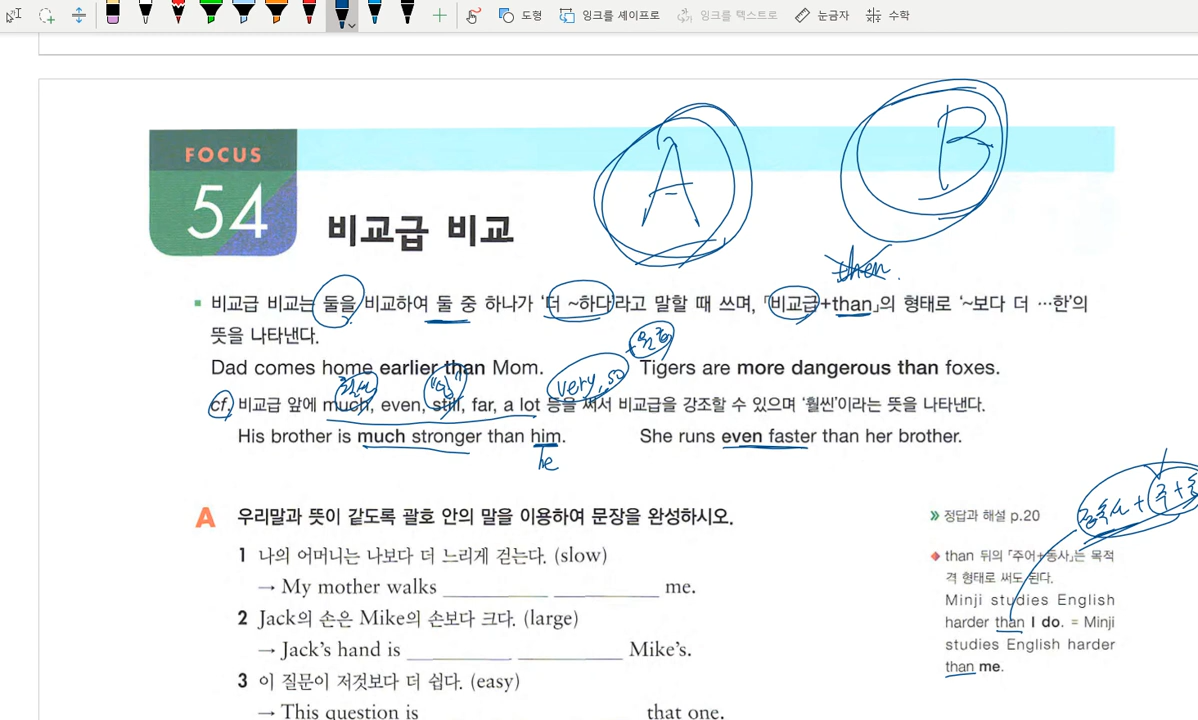 도형 잉크를 셰이프로 잉크를 텍스트로 눈금자 수학
FOCUS
54
비교급 비교
A
B
then.
▪ 비교급 비교는 둘을 비교하여 둘 중 하나가 '더 ~하다'라고 말할 때 쓰며, 「비교급+than」의 형태로 '~보다 더 …한'의
뜻을 나타낸다.
+원급
Dad comes home earlier than Mom. Tigers are more dangerous than foxes.
훨씬 very, so
cf. 비교급 앞에 much, even, still, far, a lot 등을 써서 비교급을 강조할 수 있으며 '훨씬'이라는 뜻을 나타낸다.
His brother is much stronger than him. She runs even faster than her brother.
he
A 우리말과 뜻이 같도록 괄호 안의 말을 이용하여 문장을 완성하시오.
1 나의 어머니는 나보다 더 느리게 걷는다. (slow)
→ My mother walks ________ ________ me.
2 Jack의 손은 Mike의 손보다 크다. (large)
→ Jack's hand is ________ ________ Mike's.
3 이 질문이 저것보다 더 쉽다. (easy)
→ This question is that one.
접속사 + 주+동
» 정답과 해설 p.20
◆ than 뒤의 「주어+동사」는 목적
격 형태로 써도 된다.
Minji studies English
harder than I do. = Minji
studies English harder
than me.